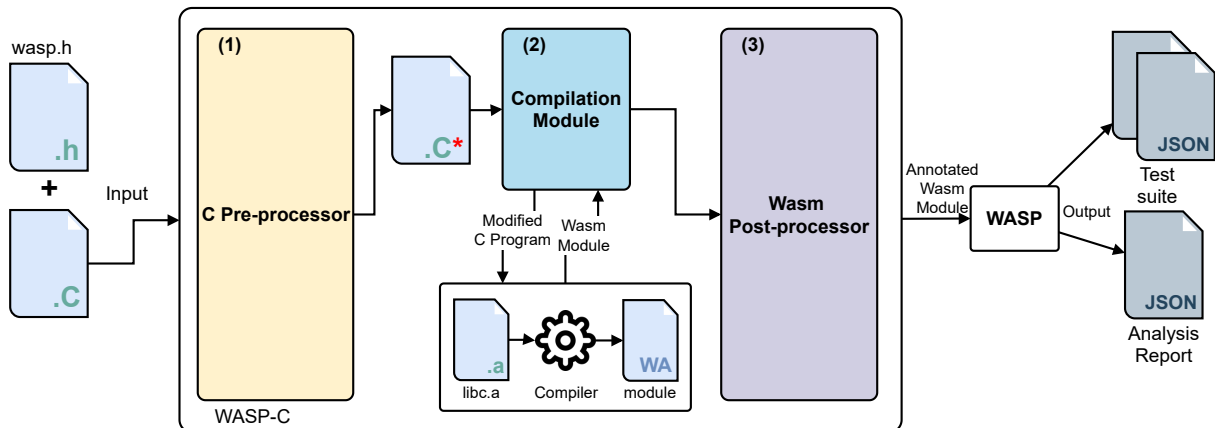 wasp.h
.h
+
.C
Input
(1)
C Pre-processor
WASP-C
.C*
(2)
Compilation
Module
Modified
C Program
Wasm
Module
.a
libc.a
Compiler
WA
module
(3)
Wasm
Post-processor
Annotated
Wasm
Module
WASP
Output
JSON
Test
suite
JSON
Analysis
Report